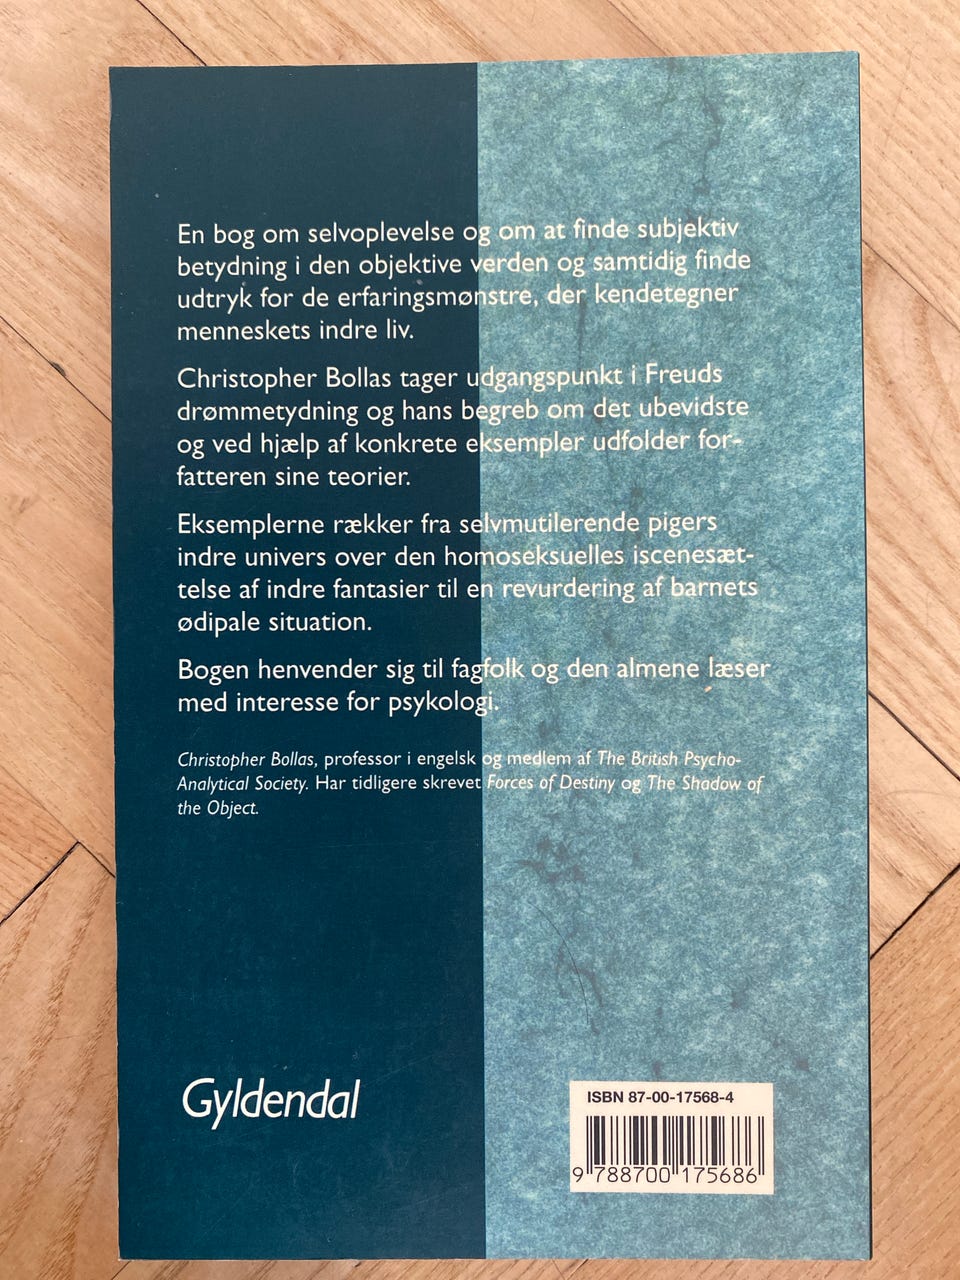 En bog om selvoplevelse og om at finde subjektiv
betydning i den objektive verden og samtidig finde
udtryk for de erfaringsmønstre, der kendetegner
menneskets indre liv.
Christopher Bollas tager udgangspunkt i Freuds
drømmetydning og hans begreb om det ubevidste
og ved hjælp af konkrete eksempler udfolder for-
fatteren sine teorier.
Eksemplerne rækker fra selvmutilerende pigers
indre univers over den homoseksuelles iscenesæt-
telse af indre fantasier til en revurdering af barnets
ødipale situation.
Bogen henvender sig til fagfolk og den almene læser
med interesse for psykologi.
Christopher Bollas, professor i engelsk og medlem af The British Psycho-
Analytical Society. Har tidligere skrevet Forces of Destiny og The Shadow of
the Object.
Gyldendal
ISBN 87-00-17568-4
9 788700 175686